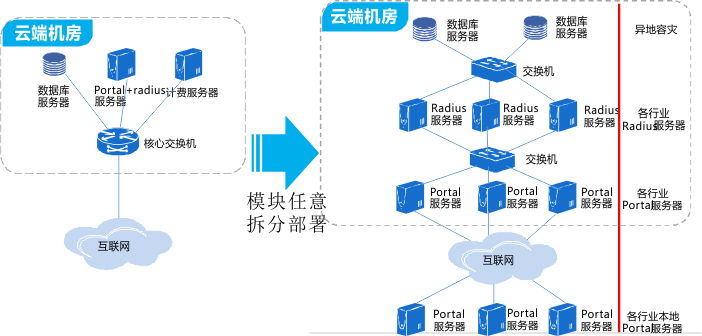 云端机房
数据库
服务器
Portal+radius
服务器
计费服务器
核心交换机
互联网
模块任意
拆分部署
云端机房
数据库
服务器
数据库
服务器
异地容灾
交换机
Radius
服务器
Radius
服务器
Radius
服务器
各行业
Radius服务器
交换机
Portal
服务器
Portal
服务器
Portal
服务器
各行业
Portal服务器
互联网
Portal
服务器
Portal
服务器
Portal
服务器
各行业本地
Portal服务器